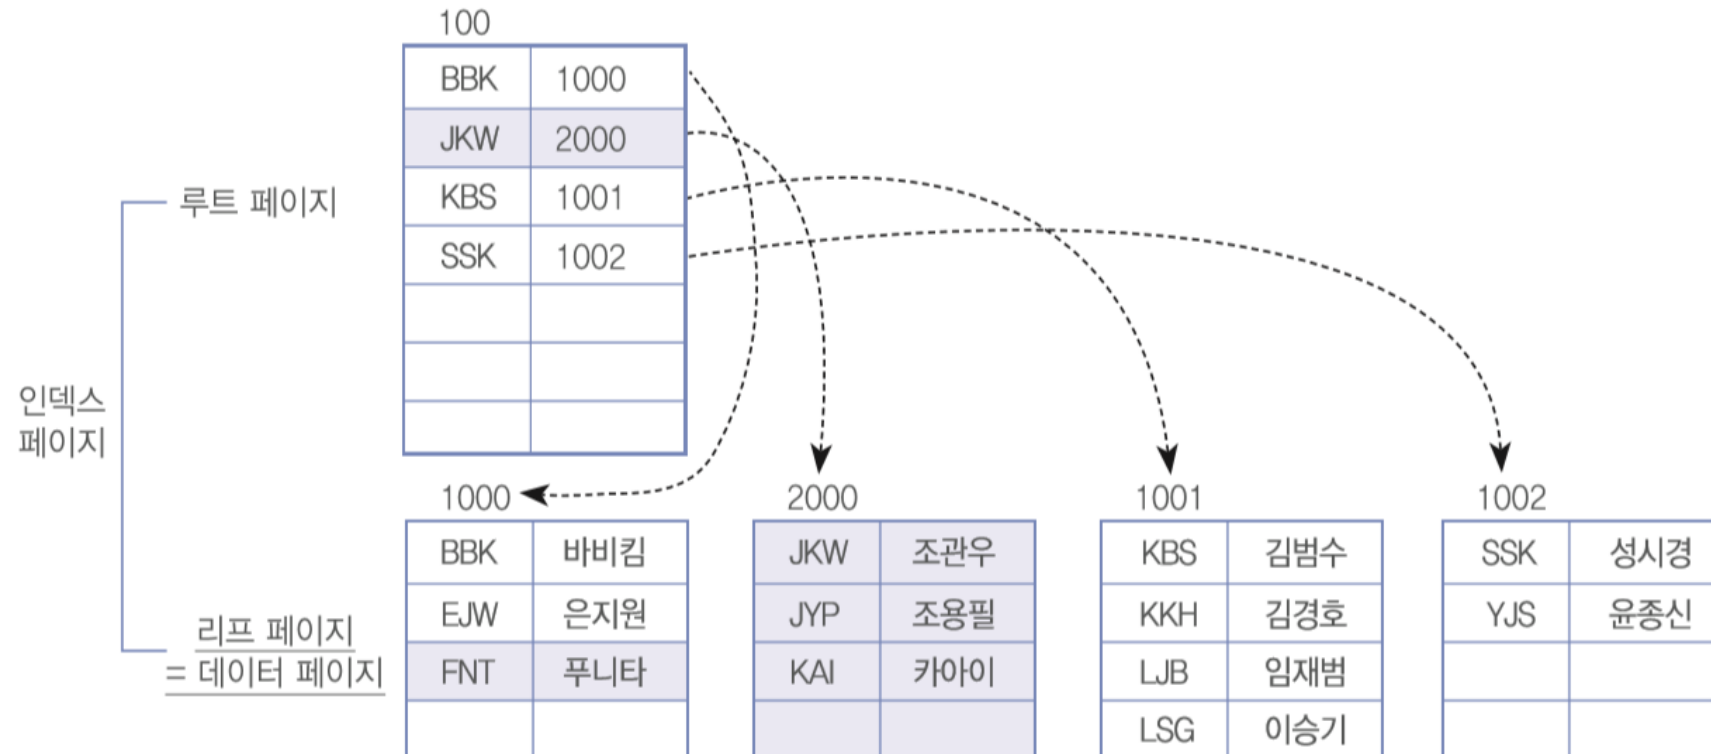 100
BBK 1000
JKW 2000
루트 페이지 KBS 1001
SSK 1002
인덱스
페이지
1000 2000 1001 1002
BBK 바비킴 JKW 조관우 KBS 김범수 SSK 성시경
EJW 은지원 JYP 조용필 KKH 김경호 YJS 윤종신
리프 페이지
= 데이터 페이지 FNT 푸니타 KAI 카아이 LJB 임재범
LSG 이승기